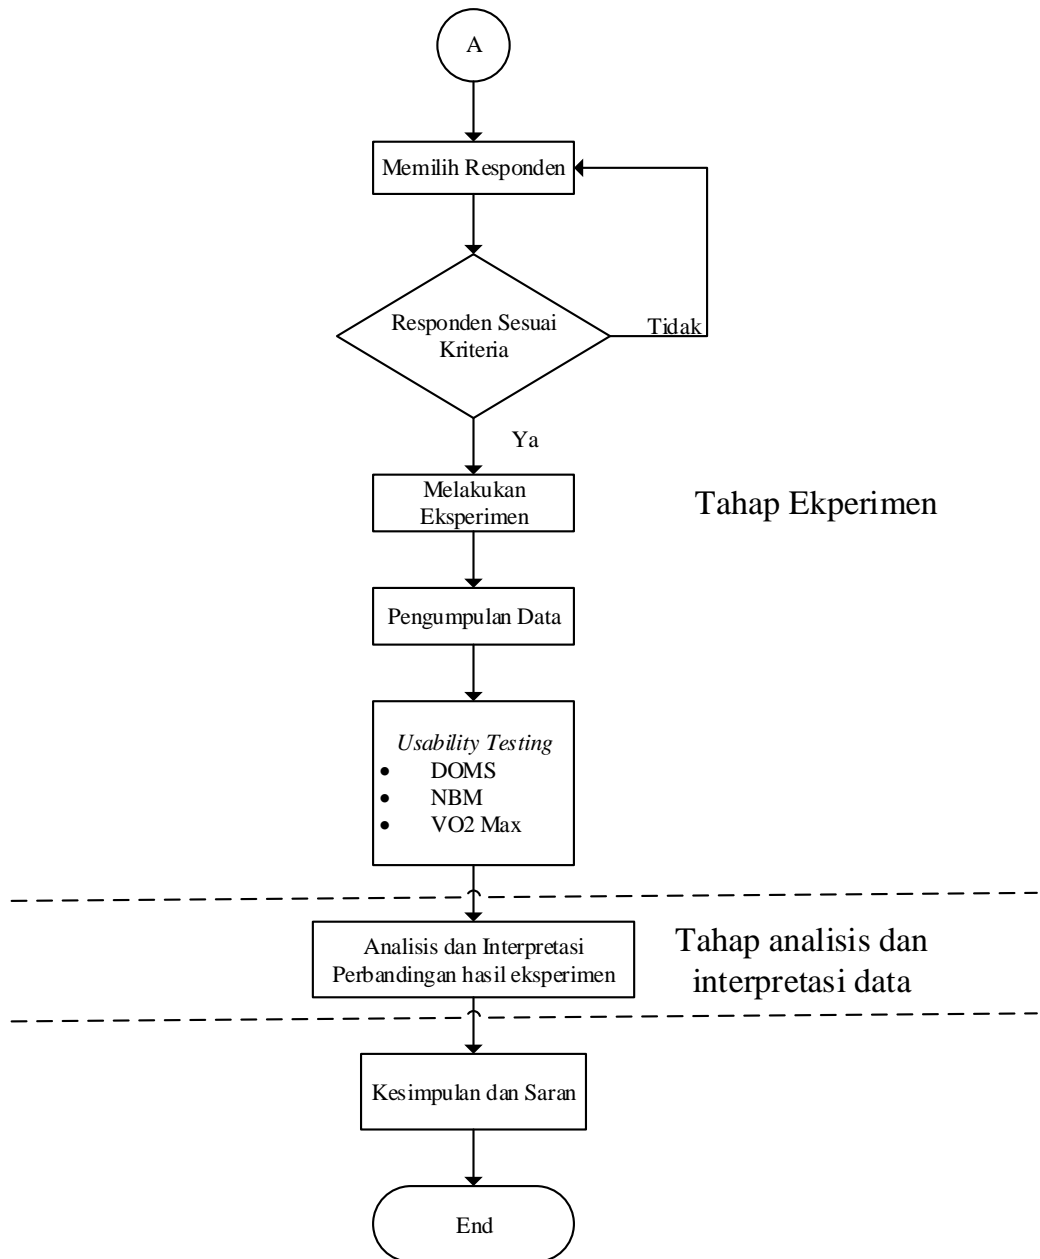 A
Memilih Responden
Responden Sesuai
Kriteria
Tidak
Ya
Melakukan
Eksperimen
Tahap Ekperimen
Pengumpulan Data
Usability Testing
• DOMS
• NBM
• VO2 Max
Analisis dan Interpretasi
Perbandingan hasil eksperimen
Tahap analisis dan
interpretasi data
Kesimpulan dan Saran
End